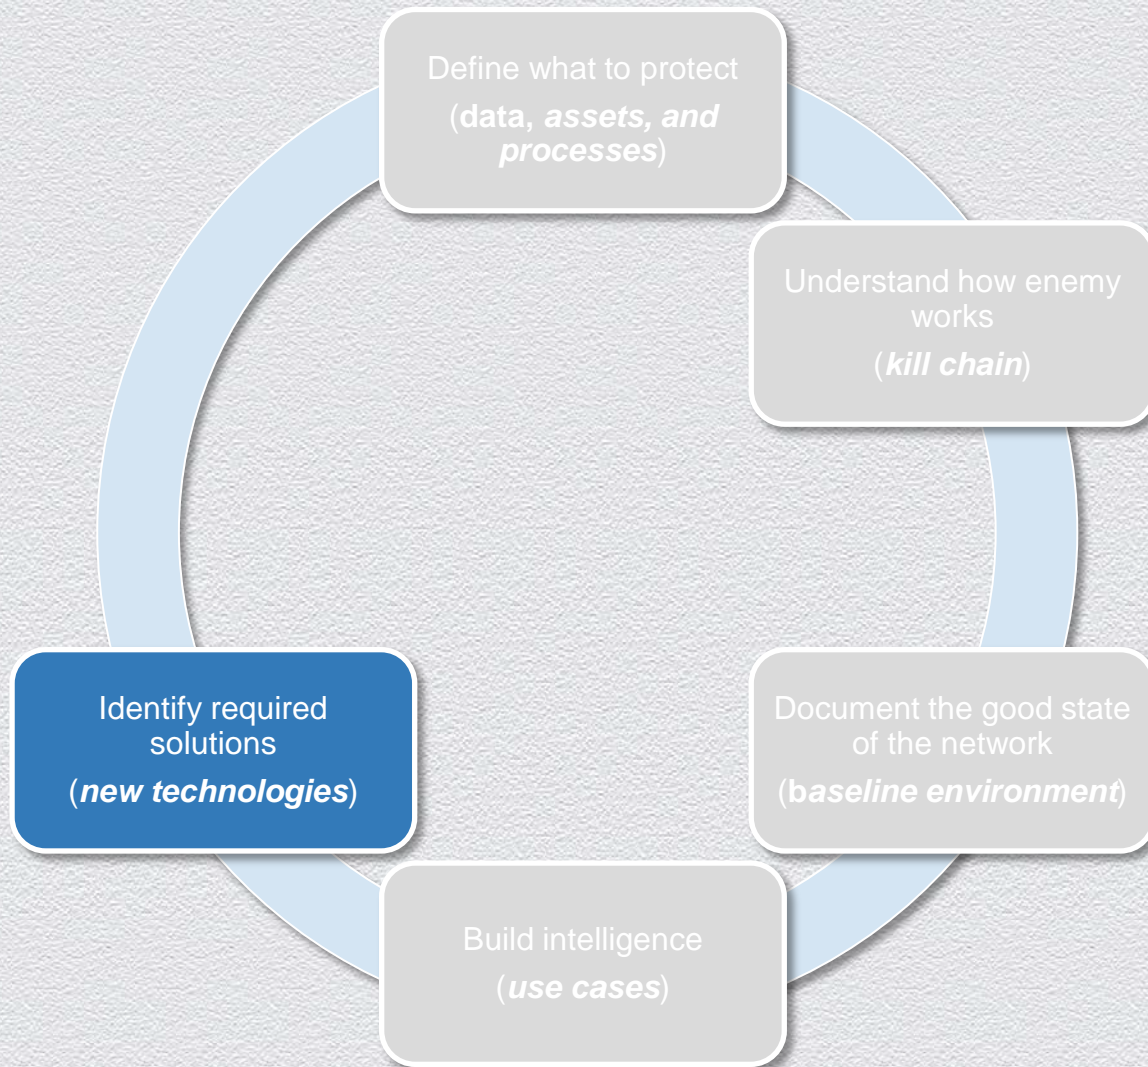 Define what to protect
(data, assets, and
processes)
Understand how enemy
works
(kill chain)
Document the good state
of the network
(baseline environment)
Build intelligence
(use cases)
Identify required
solutions
(new technologies)